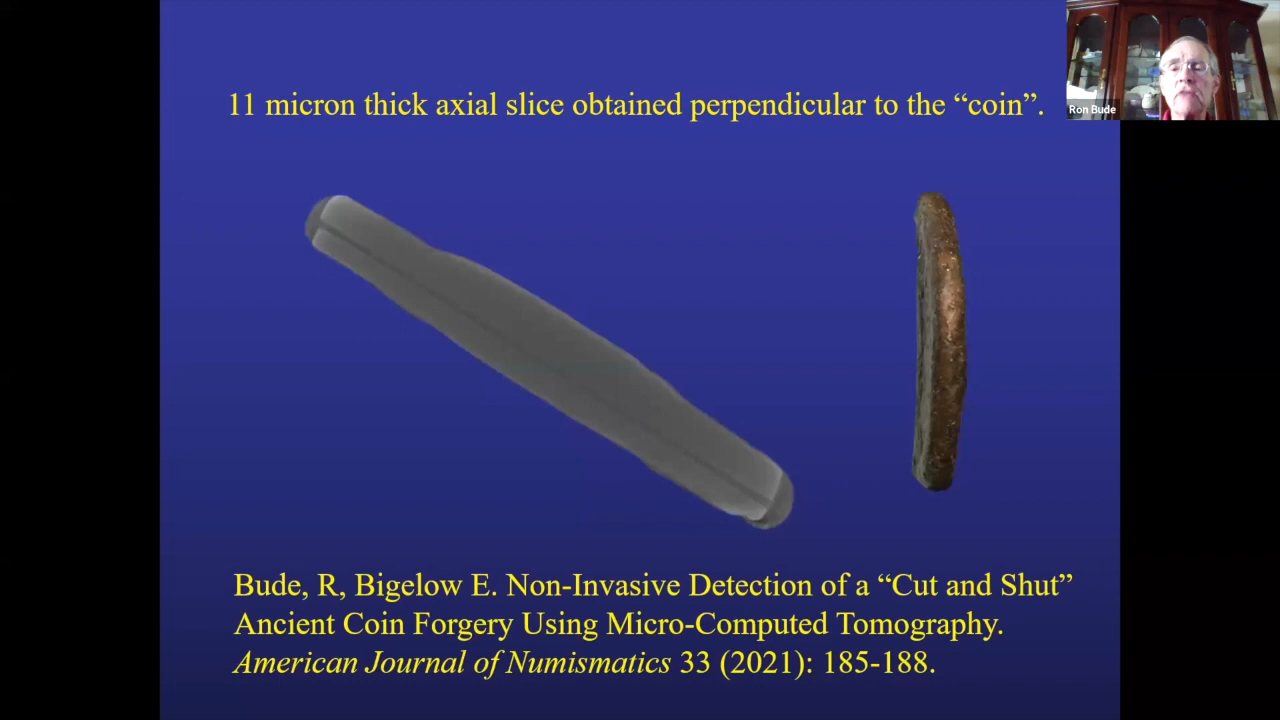 11 micron thick axial slice obtained perpendicular to the “coin”.
Ron Bude
Bude, R, Bigelow E. Non-Invasive Detection of a “Cut and Shut”
Ancient Coin Forgery Using Micro-Computed Tomography.
American Journal of Numismatics 33 (2021): 185-188.